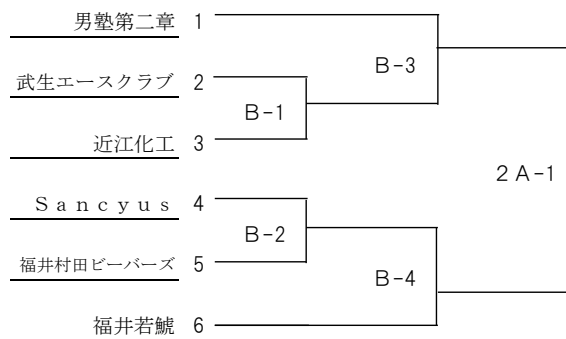 男塾第二章 1
B-3
武生エースクラブ 2
B-1
近江化工 3
2A-1
Ｓａｎｃｙｕｓ 4
B-2
福井村田ビーバーズ 5
B-4
福井若鯱 6